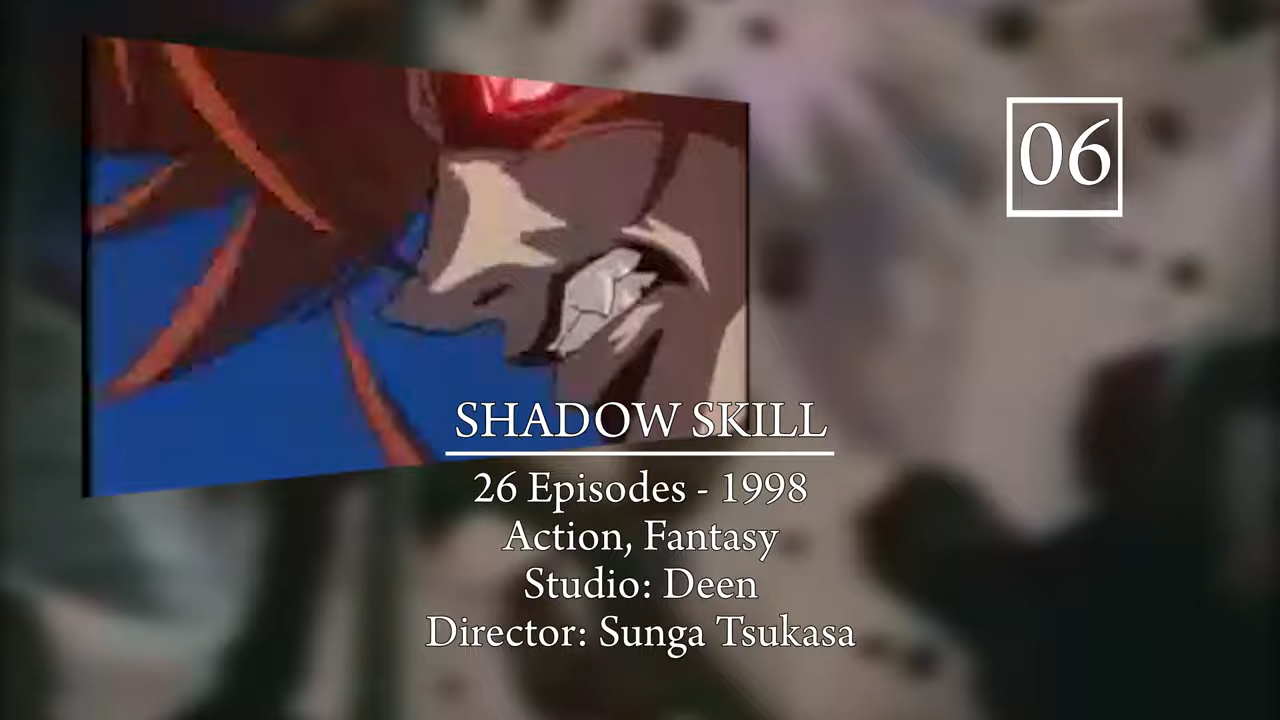 06
SHADOW SKILL
26 Episodes - 1998
Action, Fantasy
Studio: Deen
Director: Sunga Tsukasa